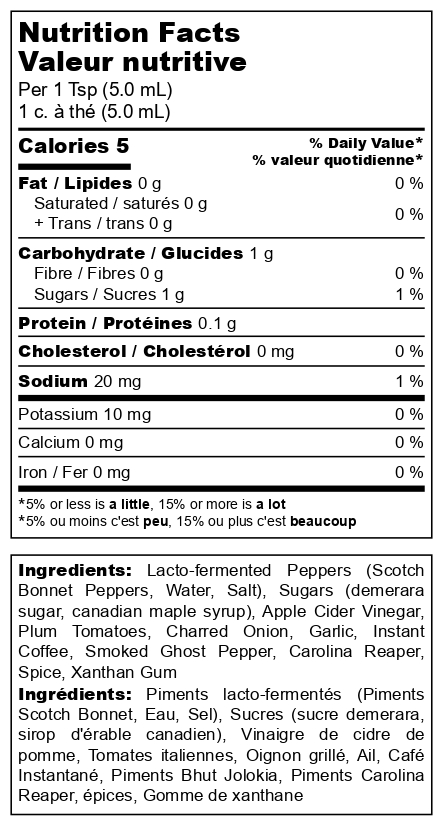 Nutrition Facts
Valeur nutritive
Per 1 Tsp (5.0 mL)
1 c. à thé (5.0 mL)
Calories 5
% Daily Value*
% valeur quotidienne*
Fat / Lipides 0 g 0 %
Saturated / saturés 0 g
+ Trans / trans 0 g 0 %
Carbohydrate / Glucides 1 g
Fibre / Fibres 0 g 0 %
Sugars / Sucres 1 g 1 %
Protein / Protéines 0.1 g
Cholesterol / Cholestérol 0 mg 0 %
Sodium 20 mg 1 %
Potassium 10 mg 0 %
Calcium 0 mg 0 %
Iron / Fer 0 mg 0 %
*5% or less is a little, 15% or more is a lot
*5% ou moins c'est peu, 15% ou plus c'est beaucoup
Ingredients: Lacto-fermented Peppers (Scotch
Bonnet Peppers, Water, Salt), Sugars (demerara
sugar, canadian maple syrup), Apple Cider Vinegar,
Plum Tomatoes, Charred Onion, Garlic, Instant
Coffee, Smoked Ghost Pepper, Carolina Reaper,
Spice, Xanthan Gum
Ingrédients: Piments lacto-fermentés (Piments
Scotch Bonnet, Eau, Sel), Sucres (sucre demerara,
sirop d'érable canadien), Vinaigre de cidre de
pomme, Tomates italiennes, Oignon grillé, Ail, Café
Instantané, Piments Bhut Jolokia, Piments Carolina
Reaper, épices, Gomme de xanthane